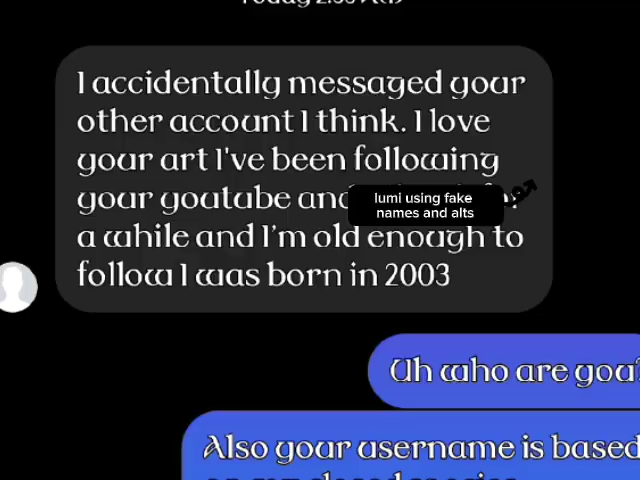 I accidentally messaged your
other account I think. I love
your art I've been following
your youtube and
lumi using fake
names and alts
a while and I'm old enough to
follow I was born in 2003
Uh who are you?
Also your username is based